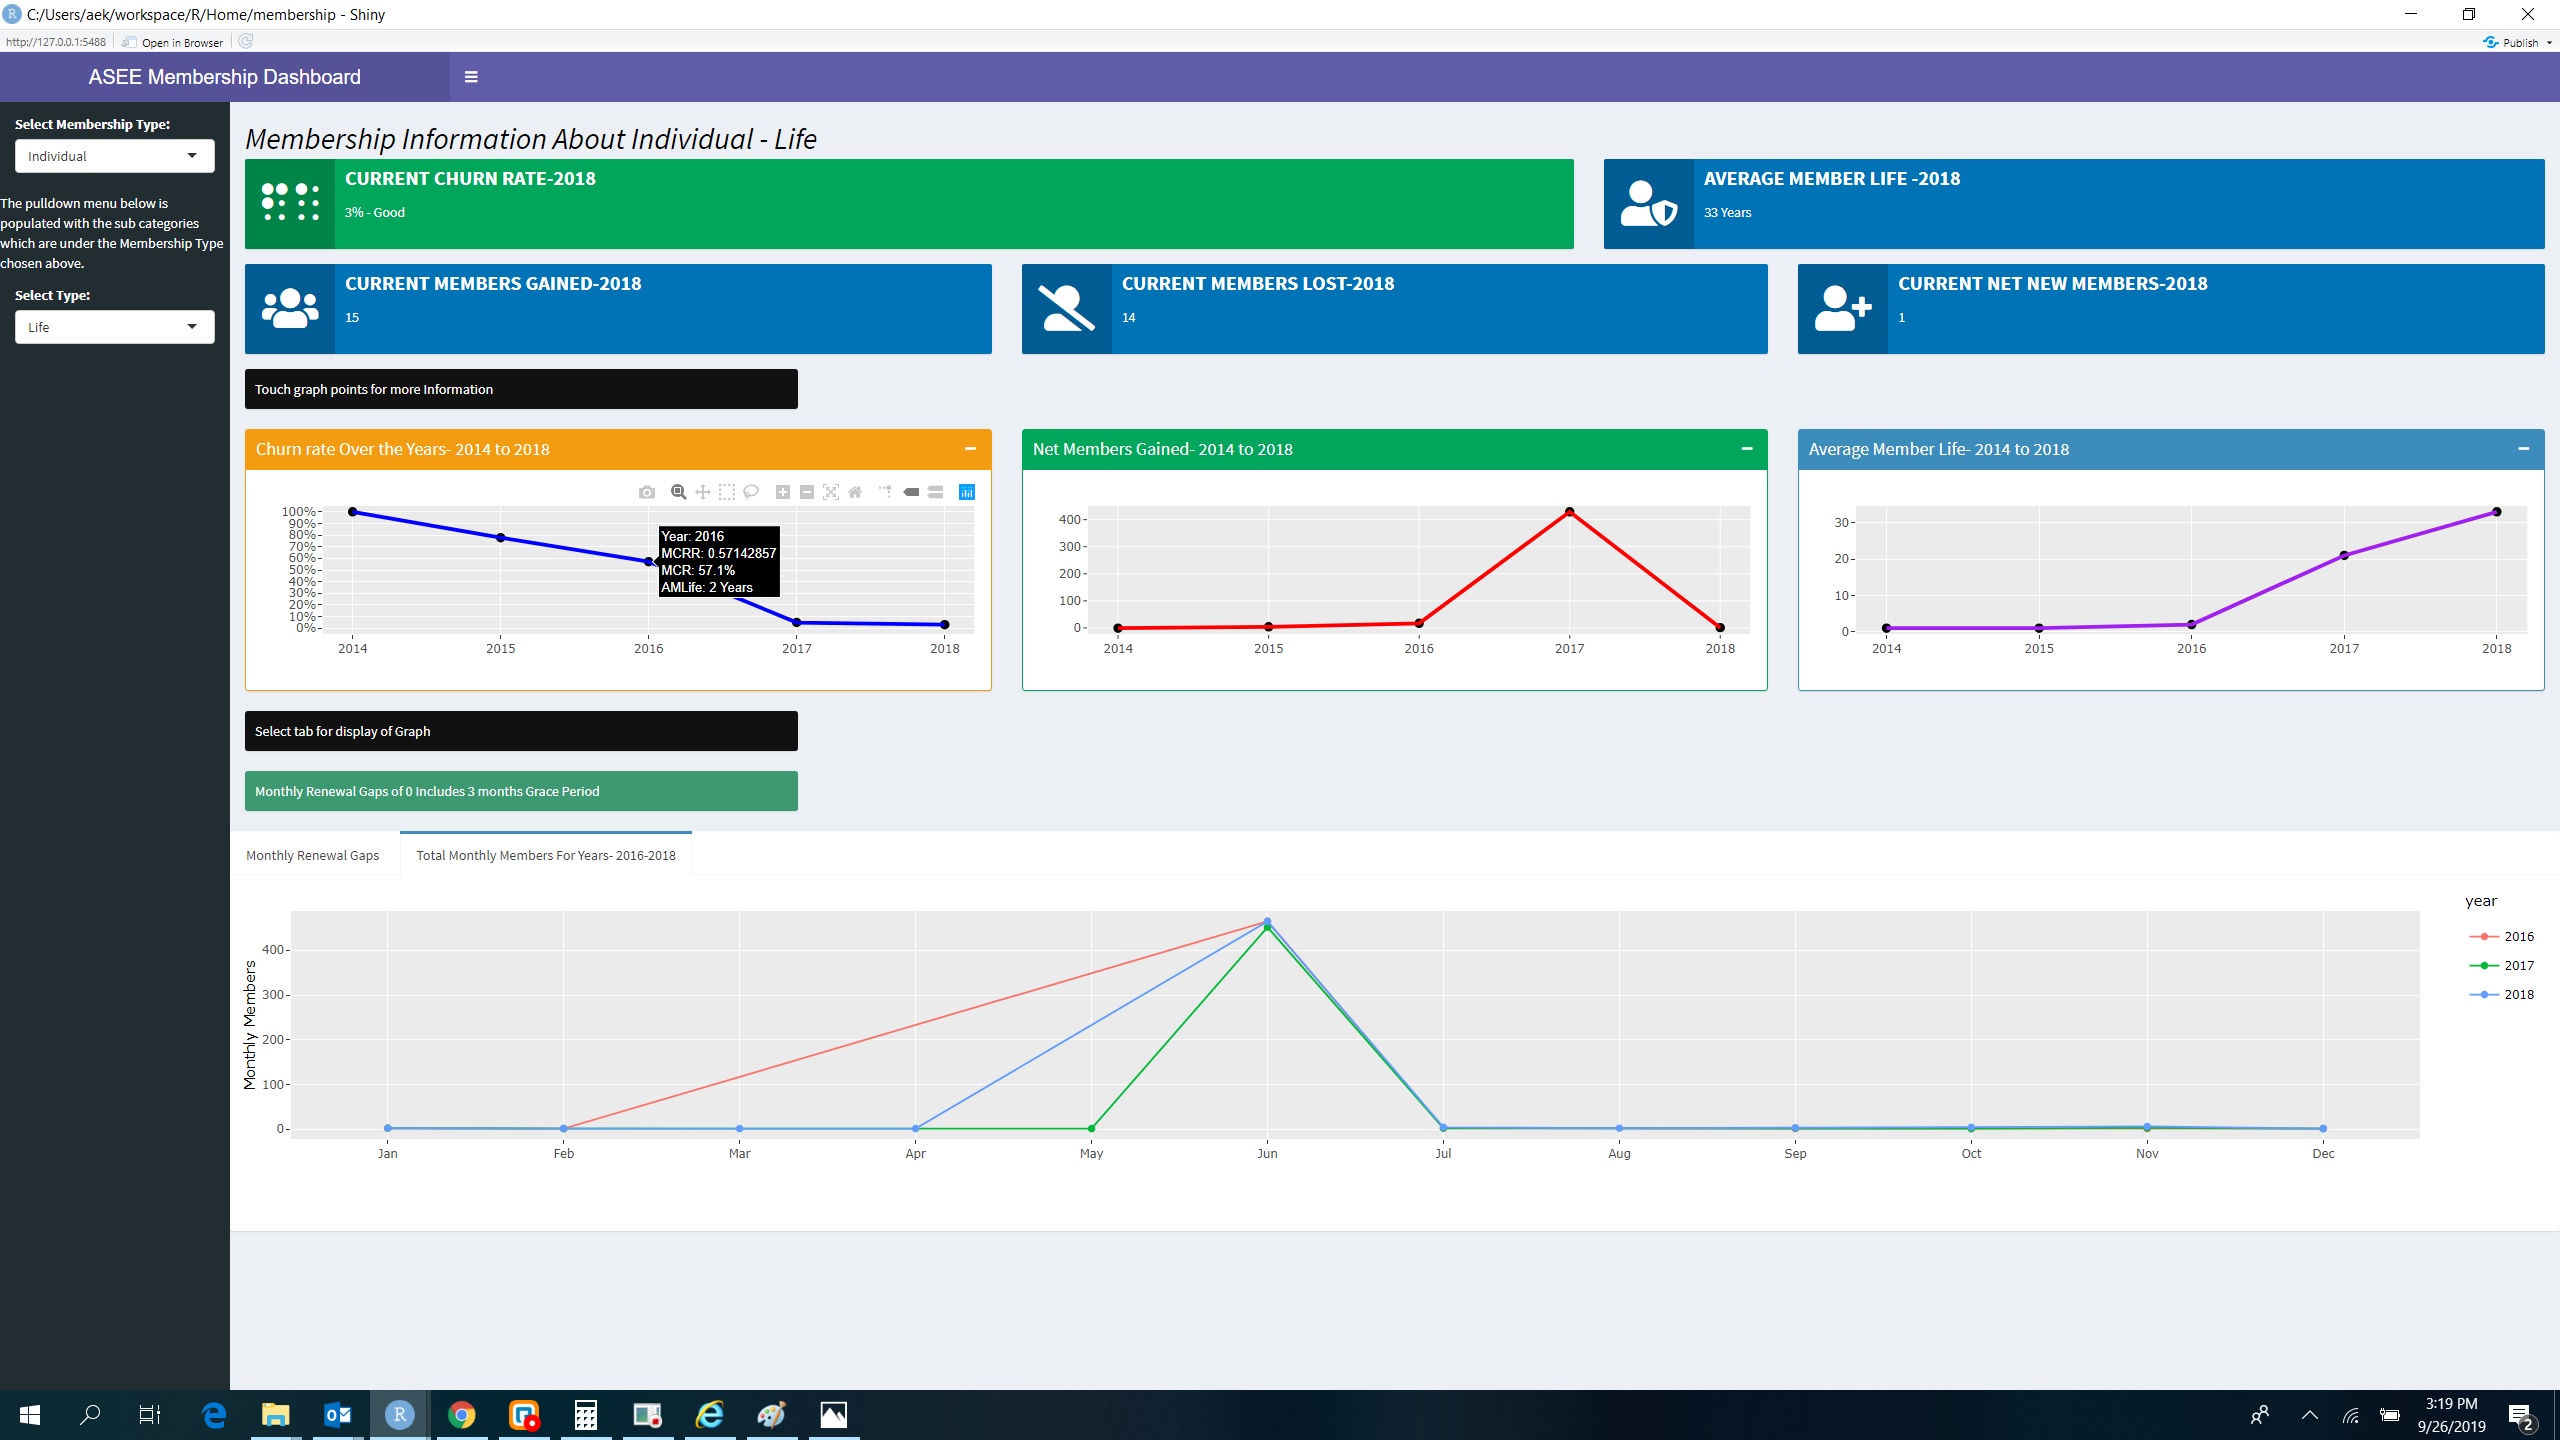 C:/Users/aek/workspace/R/Home/membership - Shiny
http://127.0.0.1:5488
Open in Browser
Publish
ASEE Membership Dashboard
Select Membership Type:
Individual
The pulldown menu below is
populated with the sub categories
which are under the Membership Type
chosen above.
Select Type:
Life
Membership Information About Individual - Life
CURRENT CHURN RATE-2018
3% - Good
AVERAGE MEMBER LIFE -2018
33 Years
CURRENT MEMBERS GAINED-2018
15
CURRENT MEMBERS LOST-2018
14
CURRENT NET NEW MEMBERS-2018
1
Touch graph points for more Information
Churn rate Over the Years- 2014 to 2018
100%
90%
80%
70%
60%
50%
40%
30%
20%
10%
0%
Year: 2016
MCRR: 0.57142857
MCR: 57.1%
AMLife: 2 Years
2014 2015 2016 2017 2018
Net Members Gained- 2014 to 2018
400
300
200
100
0
2014 2015 2016 2017 2018
Average Member Life- 2014 to 2018
30
20
10
0
2014 2015 2016 2017 2018
Select tab for display of Graph
Monthly Renewal Gaps of 0 Includes 3 months Grace Period
Monthly Renewal Gaps
Total Monthly Members For Years- 2016-2018
Monthly Members
400
300
200
100
0
Jan Feb Mar Apr May Jun Jul Aug Sep Oct Nov Dec
year
2016
2017
2018
3:19 PM
9/26/2019
2